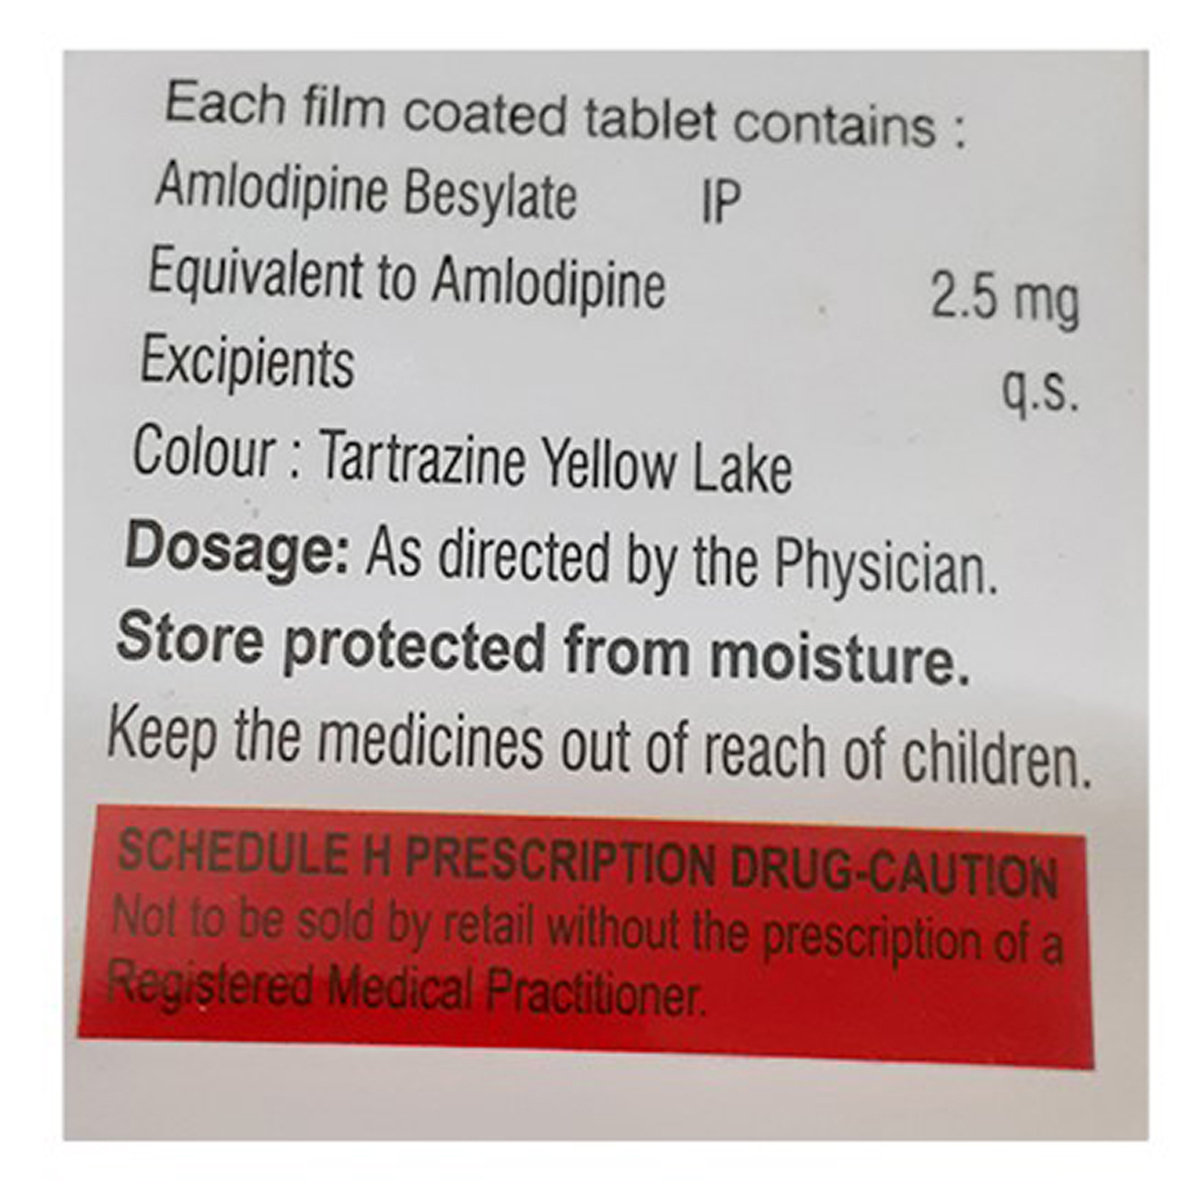 Each film coated tablet contains :
Amlodipine Besylate IP
Equivalent to Amlodipine 2.5 mg
Excipients q.s.
Colour : Tartrazine Yellow Lake
Dosage: As directed by the Physician.
Store protected from moisture.
Keep the medicines out of reach of children.
SCHEDULE H PRESCRIPTION DRUG-CAUTION
Not to be sold by retail without the prescription of a
Registered Medical Practitioner.